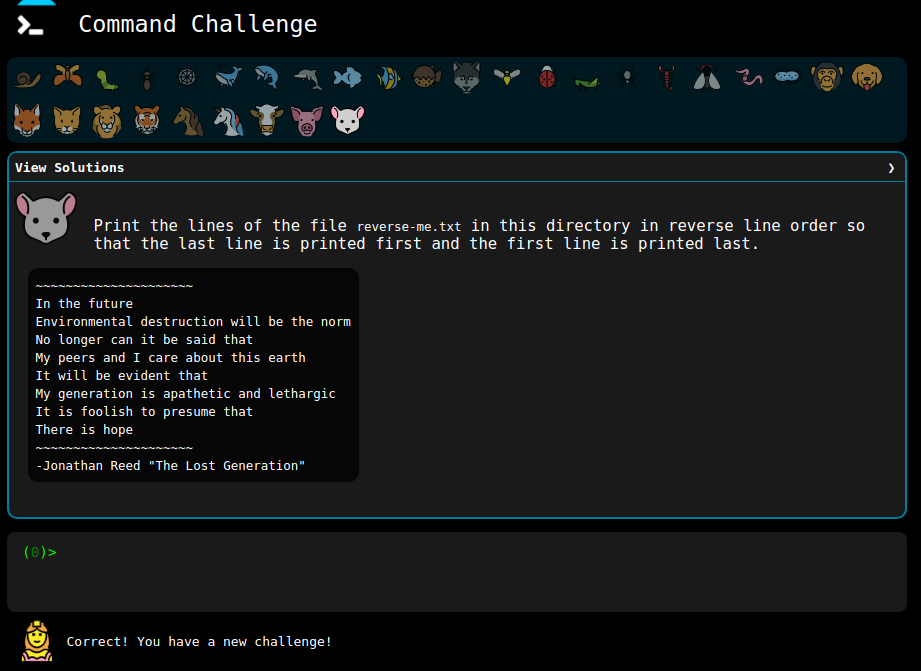 Command Challenge
View Solutions
Print the lines of the file reverse-me.txt in this directory in reverse line order so
that the last line is printed first and the first line is printed last.
~~~~~~~~~~~~~~~~~~~~~
In the future
Environmental destruction will be the norm
No longer can it be said that
My peers and I care about this earth
It will be evident that
My generation is apathetic and lethargic
It is foolish to presume that
There is hope
~~~~~~~~~~~~~~~~~~~~~
-Jonathan Reed "The Lost Generation"
(0)>
Correct! You have a new challenge!